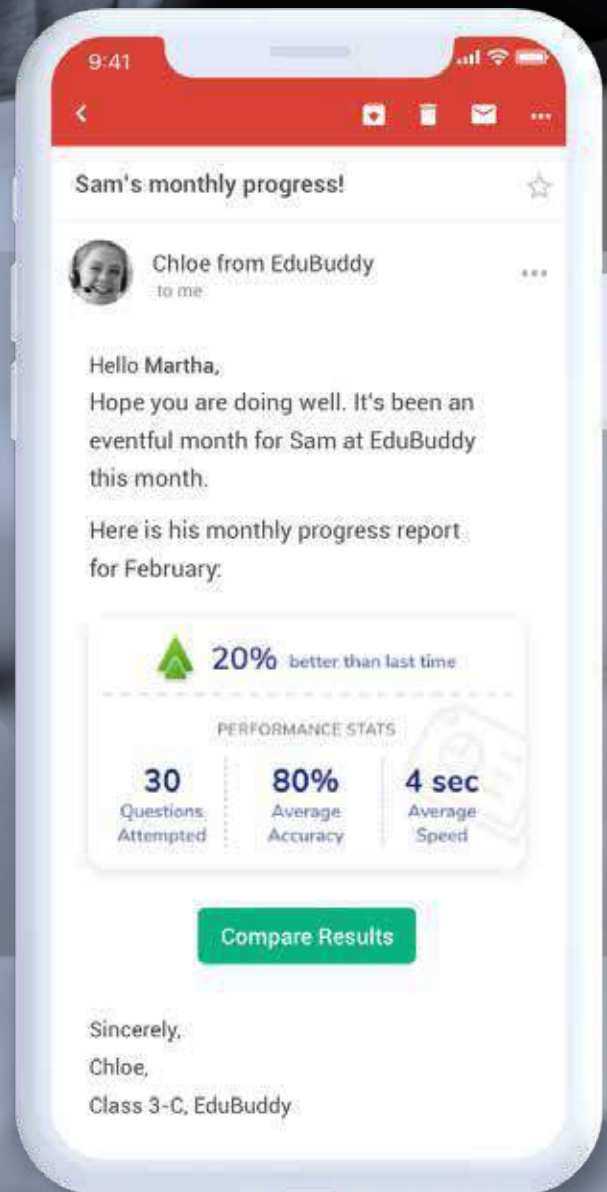 9:41
Sam's monthly progress!
Chloe from EduBuddy
to me
Hello Martha,
Hope you are doing well. It's been an
eventful month for Sam at EduBuddy
this month.
Here is his monthly progress report
for February:
20% better than last time
PERFORMANCE STATS
30
Questions
Attempted
80%
Average
Accuracy
4 sec
Average
Speed
Compare Results
Sincerely,
Chloe,
Class 3-C, EduBuddy